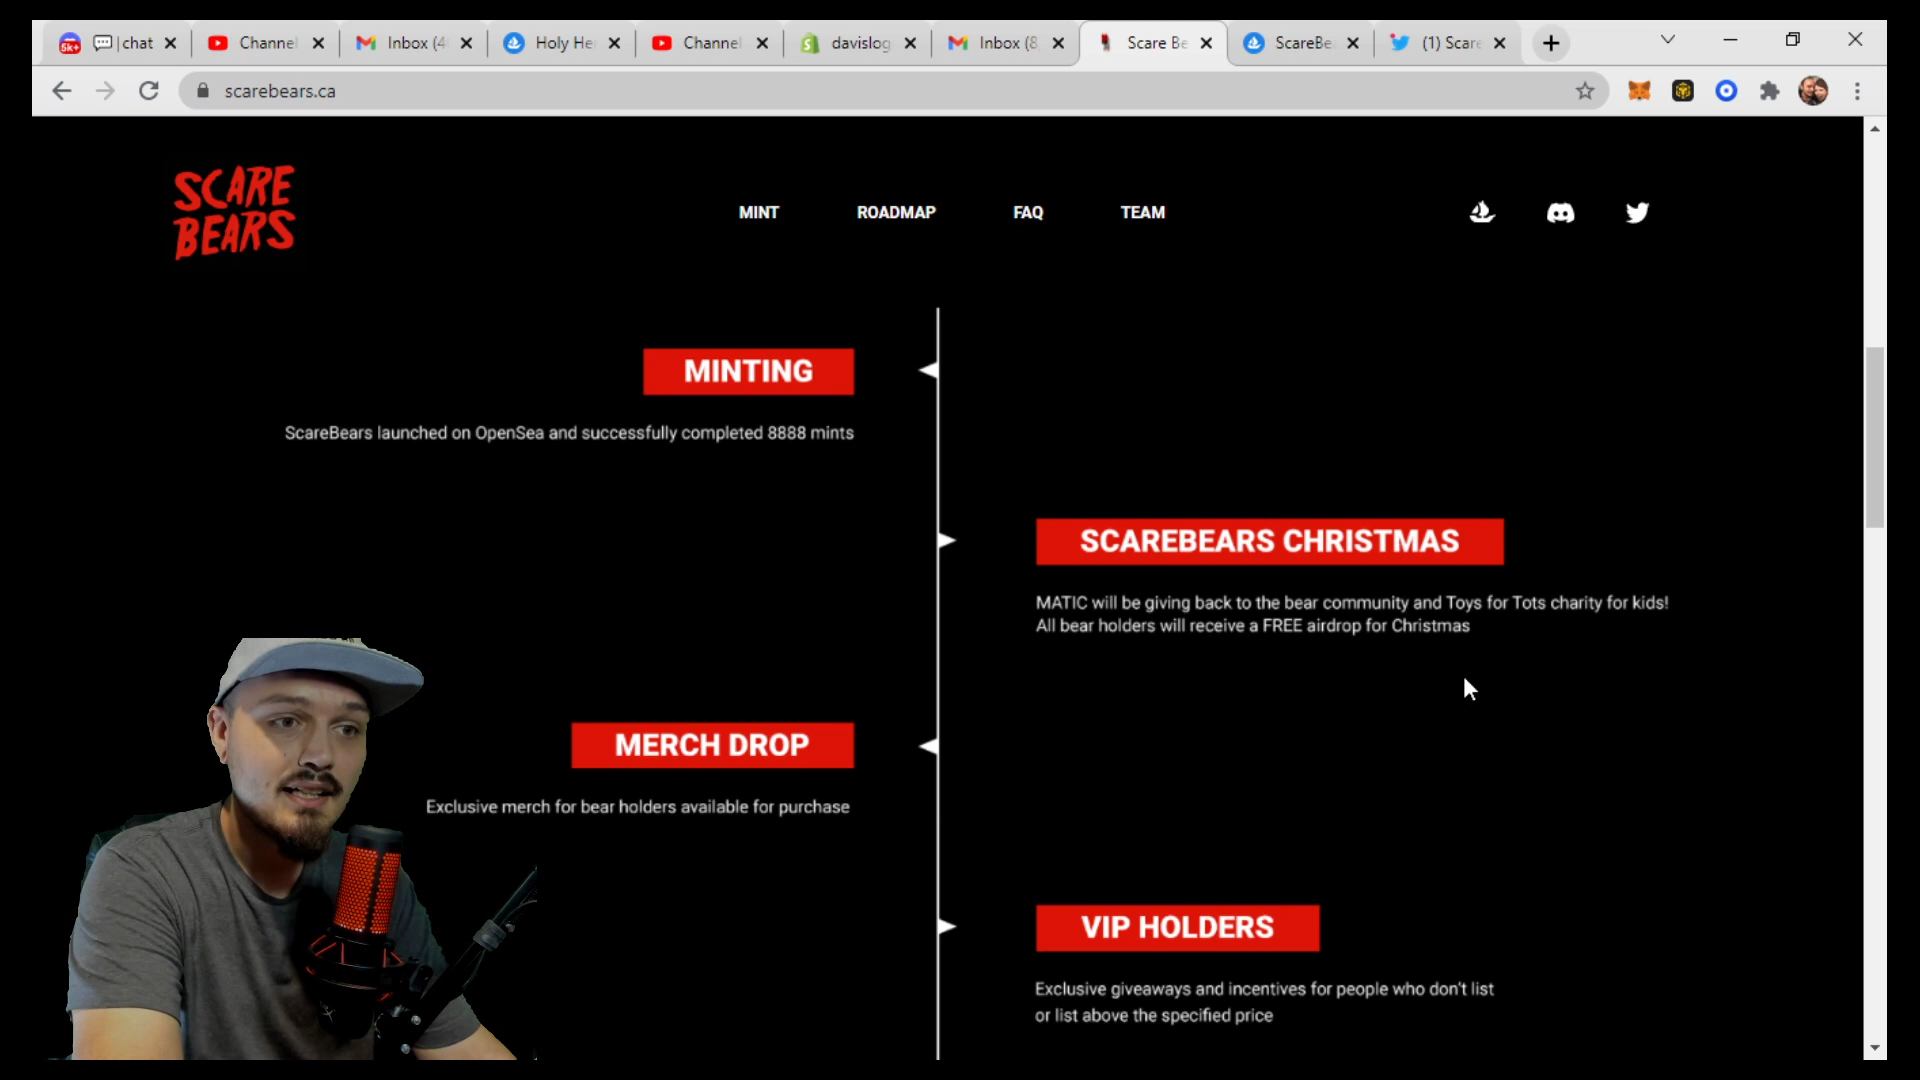 5k+
|chat
Channel
Inbox (4
Holy He
Channel
davislog
Inbox (8
Scare Be
ScareBe
(1) Scare
scarebears.ca
SCARE
BEARS
MINT
ROADMAP
FAQ
TEAM
MINTING
ScareBears launched on OpenSea and successfully completed 8888 mints
SCAREBEARS CHRISTMAS
MATIC will be giving back to the bear community and Toys for Tots charity for kids!
All bear holders will receive a FREE airdrop for Christmas
MERCH DROP
Exclusive merch for bear holders available for purchase
VIP HOLDERS
Exclusive giveaways and incentives for people who don't list
or list above the specified price